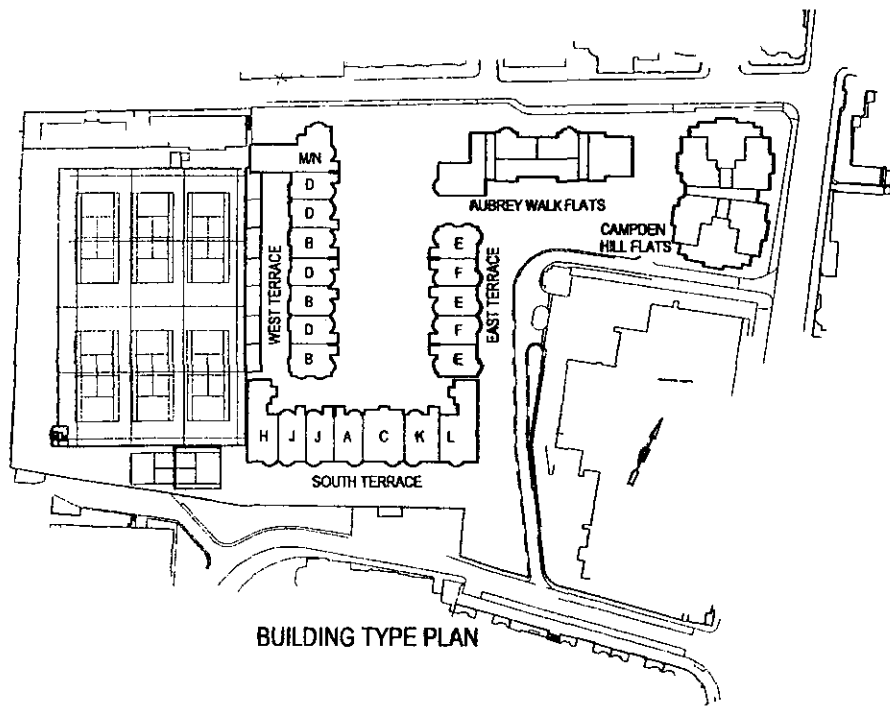 M/N
D
D
B
D
B
D
B
WEST TERRACE
AUBREY WALK FLATS
CAMPDEN
HILL FLATS
E
F
E
F
E
EAST TERRACE
H J J A C K L
SOUTH TERRACE
BUILDING TYPE PLAN